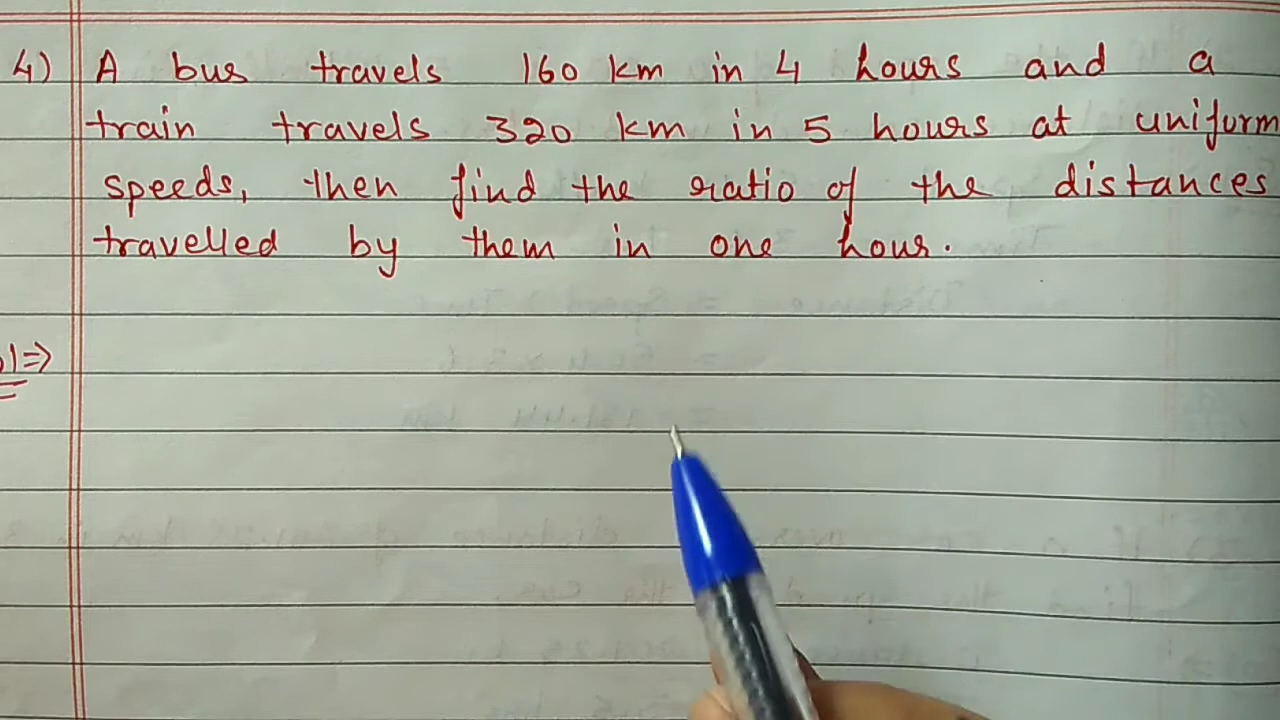 4) A bus travels 160 km in 4 hours and a
train travels 320 km in 5 hours at uniform
speeds, then find the ratio of the distances
travelled by them in one hour.